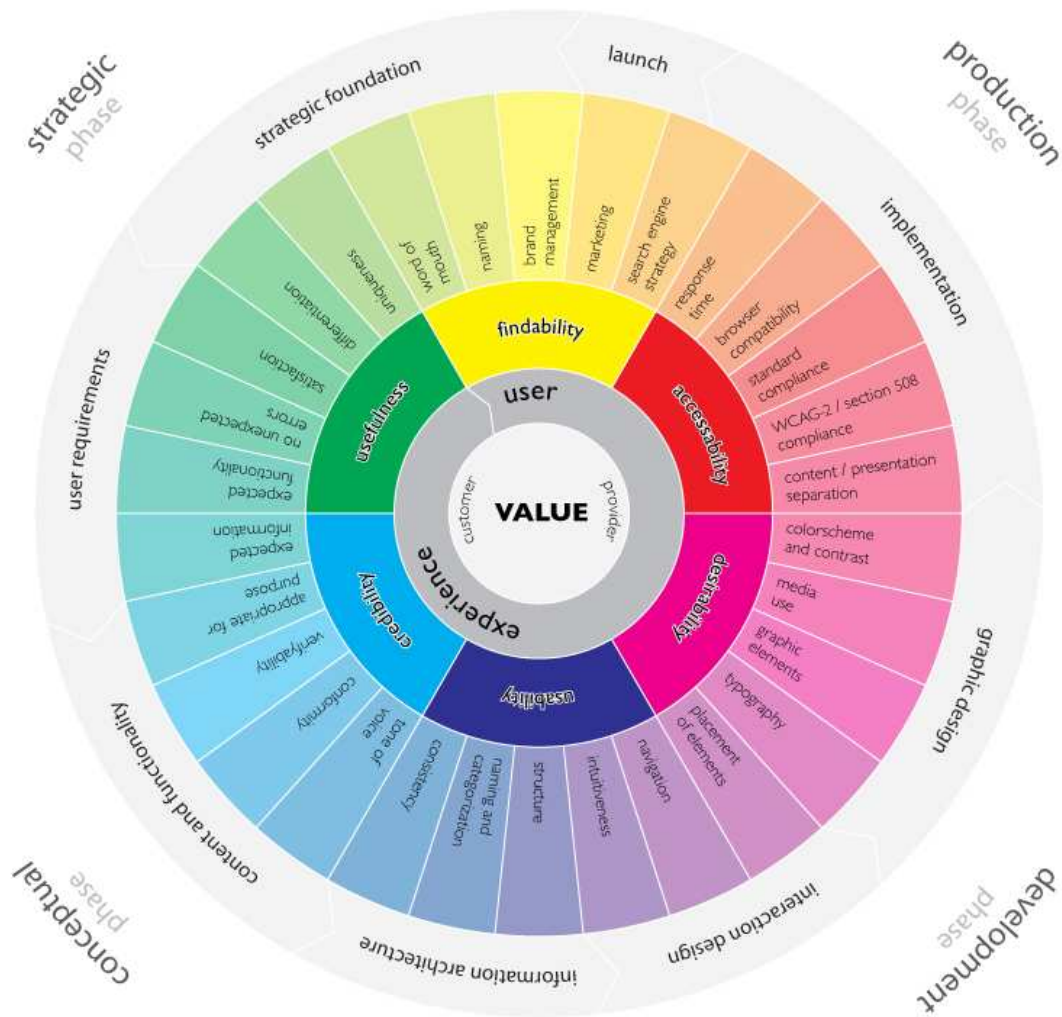 strategic
phase
production
phase
conceptual
phase
development
phase
strategic foundation
launch
implementation
graphic design
interaction design
information architecture
content and functionality
user requirements
brand
management
marketing
search engine
strategy
response
time
browser
compatibility
standard
compliance
WCAG-2 / section 508
compliance
content / presentation
separation
colorscheme
and contrast
media
use
graphic
elements
typography
placement
of elements
navigation
intuitiveness
structure
naming and
categorization
consistency
tone of
voice
conformity
verifyability
appropriate for
purpose
expected
information
expected
functionality
no unexpected
errors
satisfaction
differentiation
uniqueness
word of
mouth
naming
findability
accessability
desirability
usability
credibility
usefulness
user
experience
customer
VALUE
provider